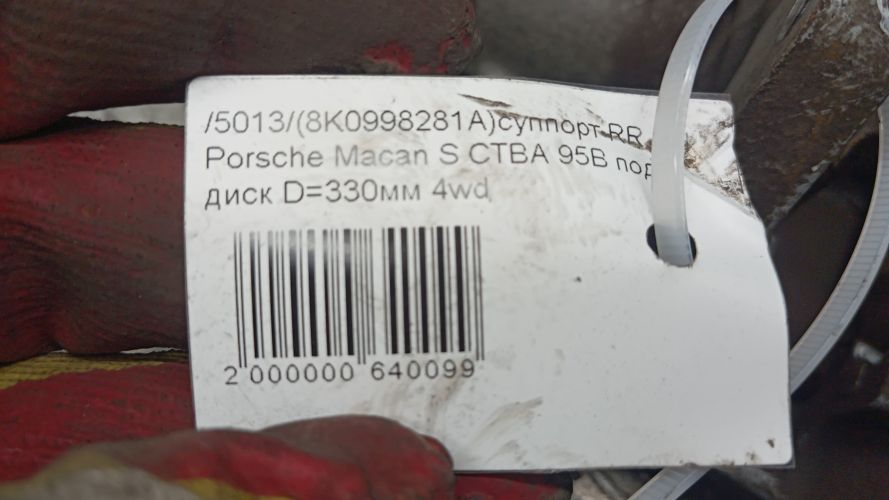 /5013/(8K0998281A)суппорт RR
Porsche Macan S CTBA 95B под
диск D=330мм 4wd
2 000000 640099